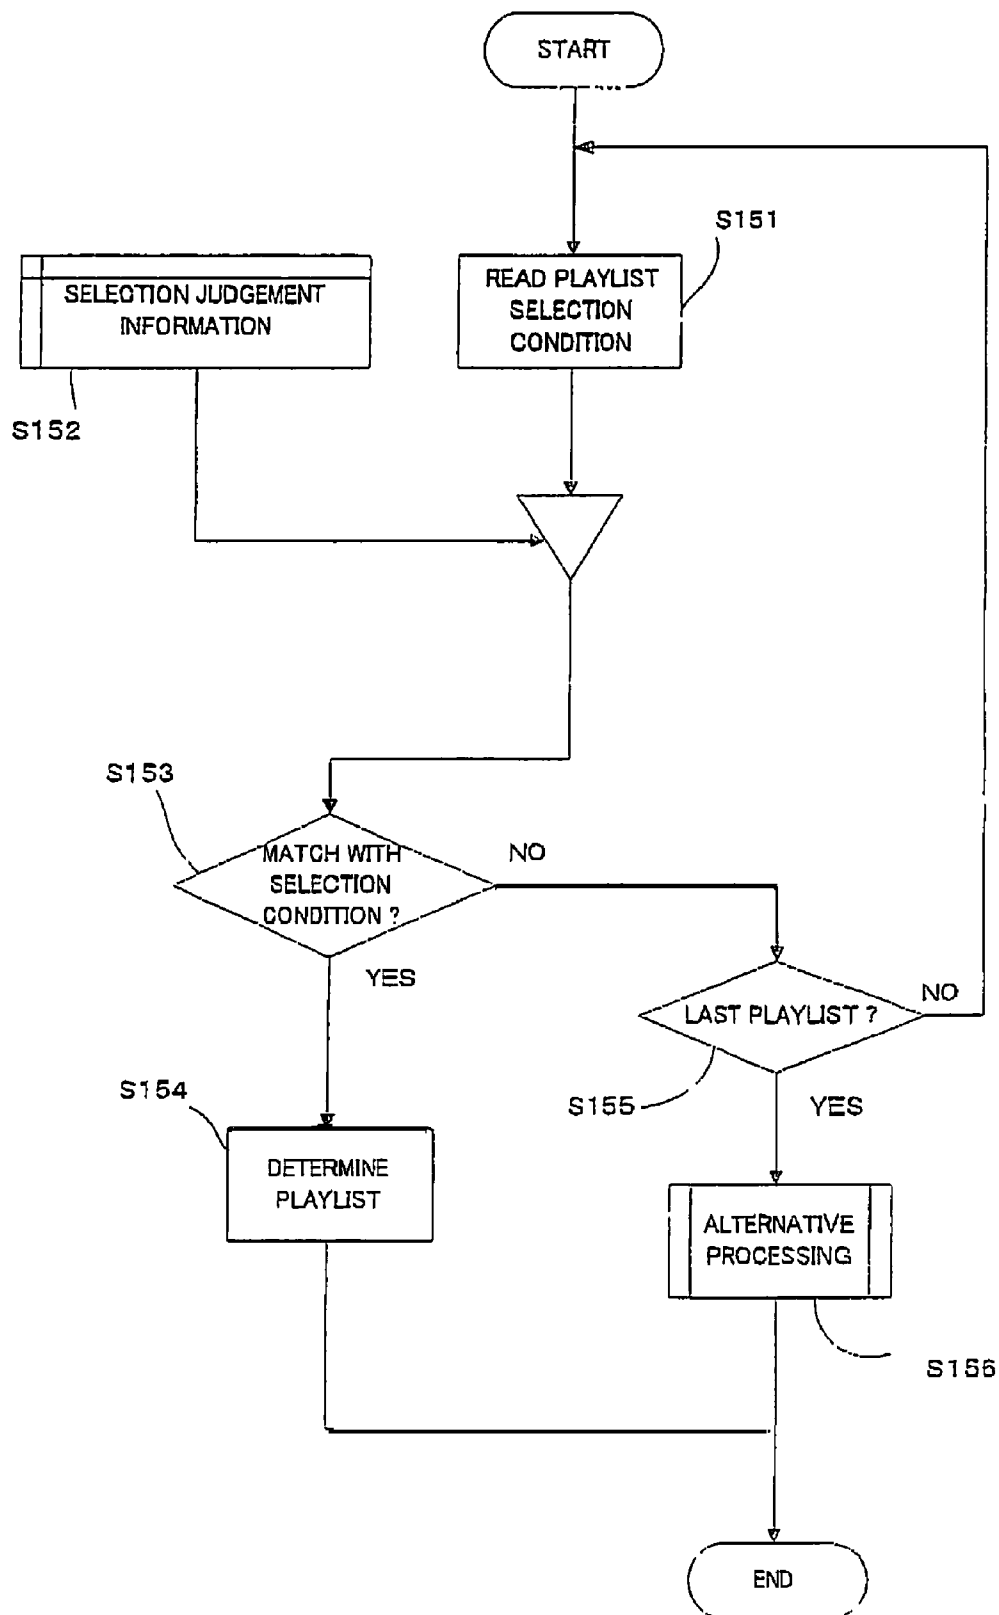 START
S151
READ PLAYLIST
SELECTION
CONDITION
SELECTION JUDGEMENT
INFORMATION
S152
S153
MATCH WITH
SELECTION
CONDITION ?
NO
YES
LAST PLAYLIST ?
NO
S154
S155
YES
DETERMINE
PLAYLIST
ALTERNATIVE
PROCESSING
S156
END